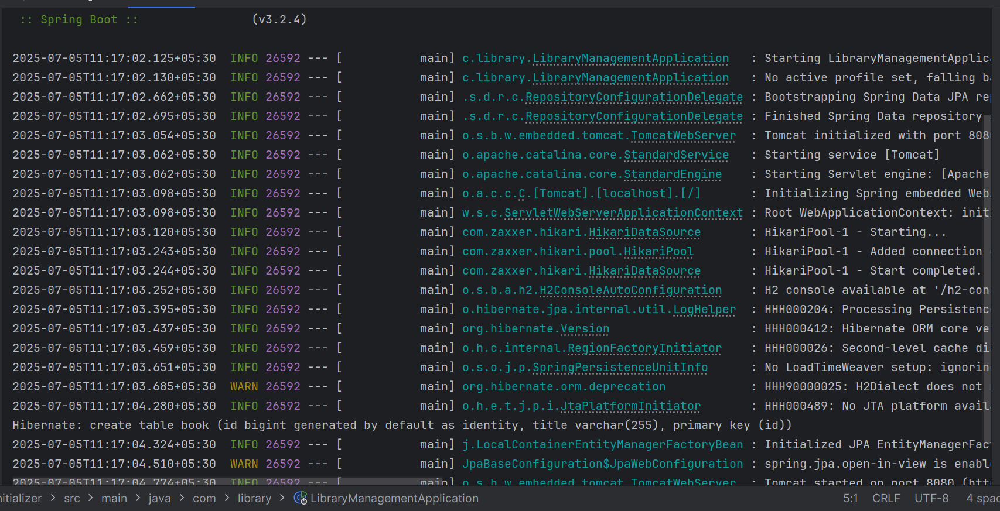 :: Spring Boot ::                (v3.2.4)
2025-07-05T11:17:02.125+05:30  INFO 26592 --- [           main] c.library.LibraryManagementApplication   : Starting LibraryManagementApplica
2025-07-05T11:17:02.130+05:30  INFO 26592 --- [           main] c.library.LibraryManagementApplication   : No active profile set, falling ba
2025-07-05T11:17:02.662+05:30  INFO 26592 --- [           main] .s.d.r.c.RepositoryConfigurationDelegate : Bootstrapping Spring Data JPA rep
2025-07-05T11:17:02.695+05:30  INFO 26592 --- [           main] .s.d.r.c.RepositoryConfigurationDelegate : Finished Spring Data repository
2025-07-05T11:17:03.054+05:30  INFO 26592 --- [           main] o.s.b.w.embedded.tomcat.TomcatWebServer  : Tomcat initialized with port 8080
2025-07-05T11:17:03.062+05:30  INFO 26592 --- [           main] o.apache.catalina.core.StandardService   : Starting service [Tomcat]
2025-07-05T11:17:03.062+05:30  INFO 26592 --- [           main] o.apache.catalina.core.StandardEngine    : Starting Servlet engine: [Apache
2025-07-05T11:17:03.098+05:30  INFO 26592 --- [           main] o.a.c.c.C.[Tomcat].[localhost].[/]       : Initializing Spring embedded WebA
2025-07-05T11:17:03.098+05:30  INFO 26592 --- [           main] w.s.c.ServletWebServerApplicationContext : Root WebApplicationContext: initi
2025-07-05T11:17:03.120+05:30  INFO 26592 --- [           main] com.zaxxer.hikari.HikariDataSource       : HikariPool-1 - Starting...
2025-07-05T11:17:03.243+05:30  INFO 26592 --- [           main] com.zaxxer.hikari.pool.HikariPool        : HikariPool-1 - Added connection
2025-07-05T11:17:03.244+05:30  INFO 26592 --- [           main] com.zaxxer.hikari.HikariDataSource       : HikariPool-1 - Start completed.
2025-07-05T11:17:03.252+05:30  INFO 26592 --- [           main] o.s.b.a.h2.H2ConsoleAutoConfiguration    : H2 console available at '/h2-cons
2025-07-05T11:17:03.395+05:30  INFO 26592 --- [           main] o.hibernate.jpa.internal.util.LogHelper  : HHH000204: Processing Persistenc
2025-07-05T11:17:03.437+05:30  INFO 26592 --- [           main] org.hibernate.Version                    : HHH000412: Hibernate ORM core ver
2025-07-05T11:17:03.459+05:30  INFO 26592 --- [           main] o.h.c.internal.RegionFactoryInitiator    : HHH000026: Second-level cache dis
2025-07-05T11:17:03.651+05:30  INFO 26592 --- [           main] o.s.o.j.p.SpringPersistenceUnitInfo      : No LoadTimeWeaver setup: ignorin
2025-07-05T11:17:03.685+05:30  WARN 26592 --- [           main] org.hibernate.orm.deprecation            : HHH90000025: H2Dialect does not
2025-07-05T11:17:04.280+05:30  INFO 26592 --- [           main] o.h.e.t.j.p.i.JtaPlatformInitiator       : HHH000489: No JTA platform availa
Hibernate: create table book (id bigint generated by default as identity, title varchar(255), primary key (id))
2025-07-05T11:17:04.324+05:30  INFO 26592 --- [           main] j.LocalContainerEntityManagerFactoryBean : Initialized JPA EntityManagerFac
2025-07-05T11:17:04.510+05:30  WARN 26592 --- [           main] JpaBaseConfiguration$JpaWebConfiguration : spring.jpa.open-in-view is enable
2025-07-05T11:17:04.774+05:30  INFO 26592 --- [           main] o.s.b.w.embedded.tomcat.TomcatWebServer  : Tomcat started on port 8080 (htt
nitializer > src > main > java > com > library > LibraryManagementApplication 5:1 CRLF UTF-8 4 spac